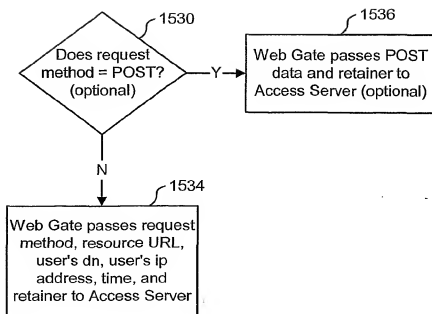 1530
Does request
method = POST?
(optional)
Y
1536
Web Gate passes POST
data and retainer to
Access Server (optional)
N
1534
Web Gate passes request
method, resource URL,
user's dn, user's ip
address, time, and
retainer to Access Server